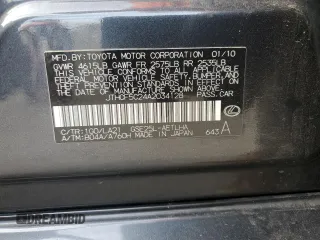 MFD.BY: TOYOTA MOTOR CORPORATION 01/10
GVWR 4615LB GAWR FR 2575LB RR 2535LB
THIS VEHICLE CONFORMS TO ALL APPLICABLE
FEDERAL MOTOR VEHICLE SAFETY, BUMPER, AND
THEFT PREVENTION STANDARDS IN EFFECT ON
THE DATE OF MANUFACTURE SHOWN ABOVE.
JTHCF5C24A2034128
C/TR:1G0/LA21 GSE25L-AETLHA
A/TM:B04A/A760H MADE IN JAPAN 643 A
AUTOBIDMASTER